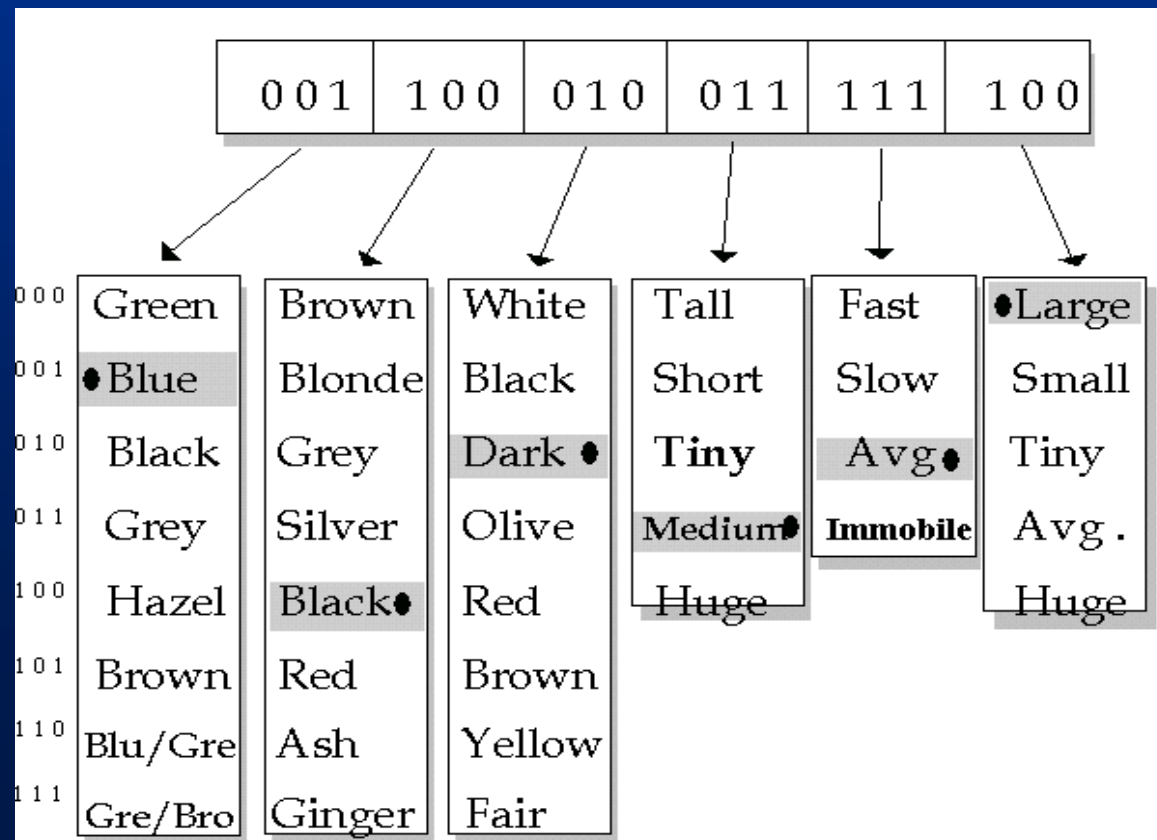 001 100 010 011 111 100
000 Green Brown White Tall Fast Large
001 Blue Blonde Black Short Slow Small
010 Black Grey Dark Tiny Avg Tiny
011 Grey Silver Olive Medium Immobile Avg.
100 Hazel Black Red Huge Huge
101 Brown Red Brown
110 Blu/Gre Ash Yellow
111 Gre/Bro Ginger Fair